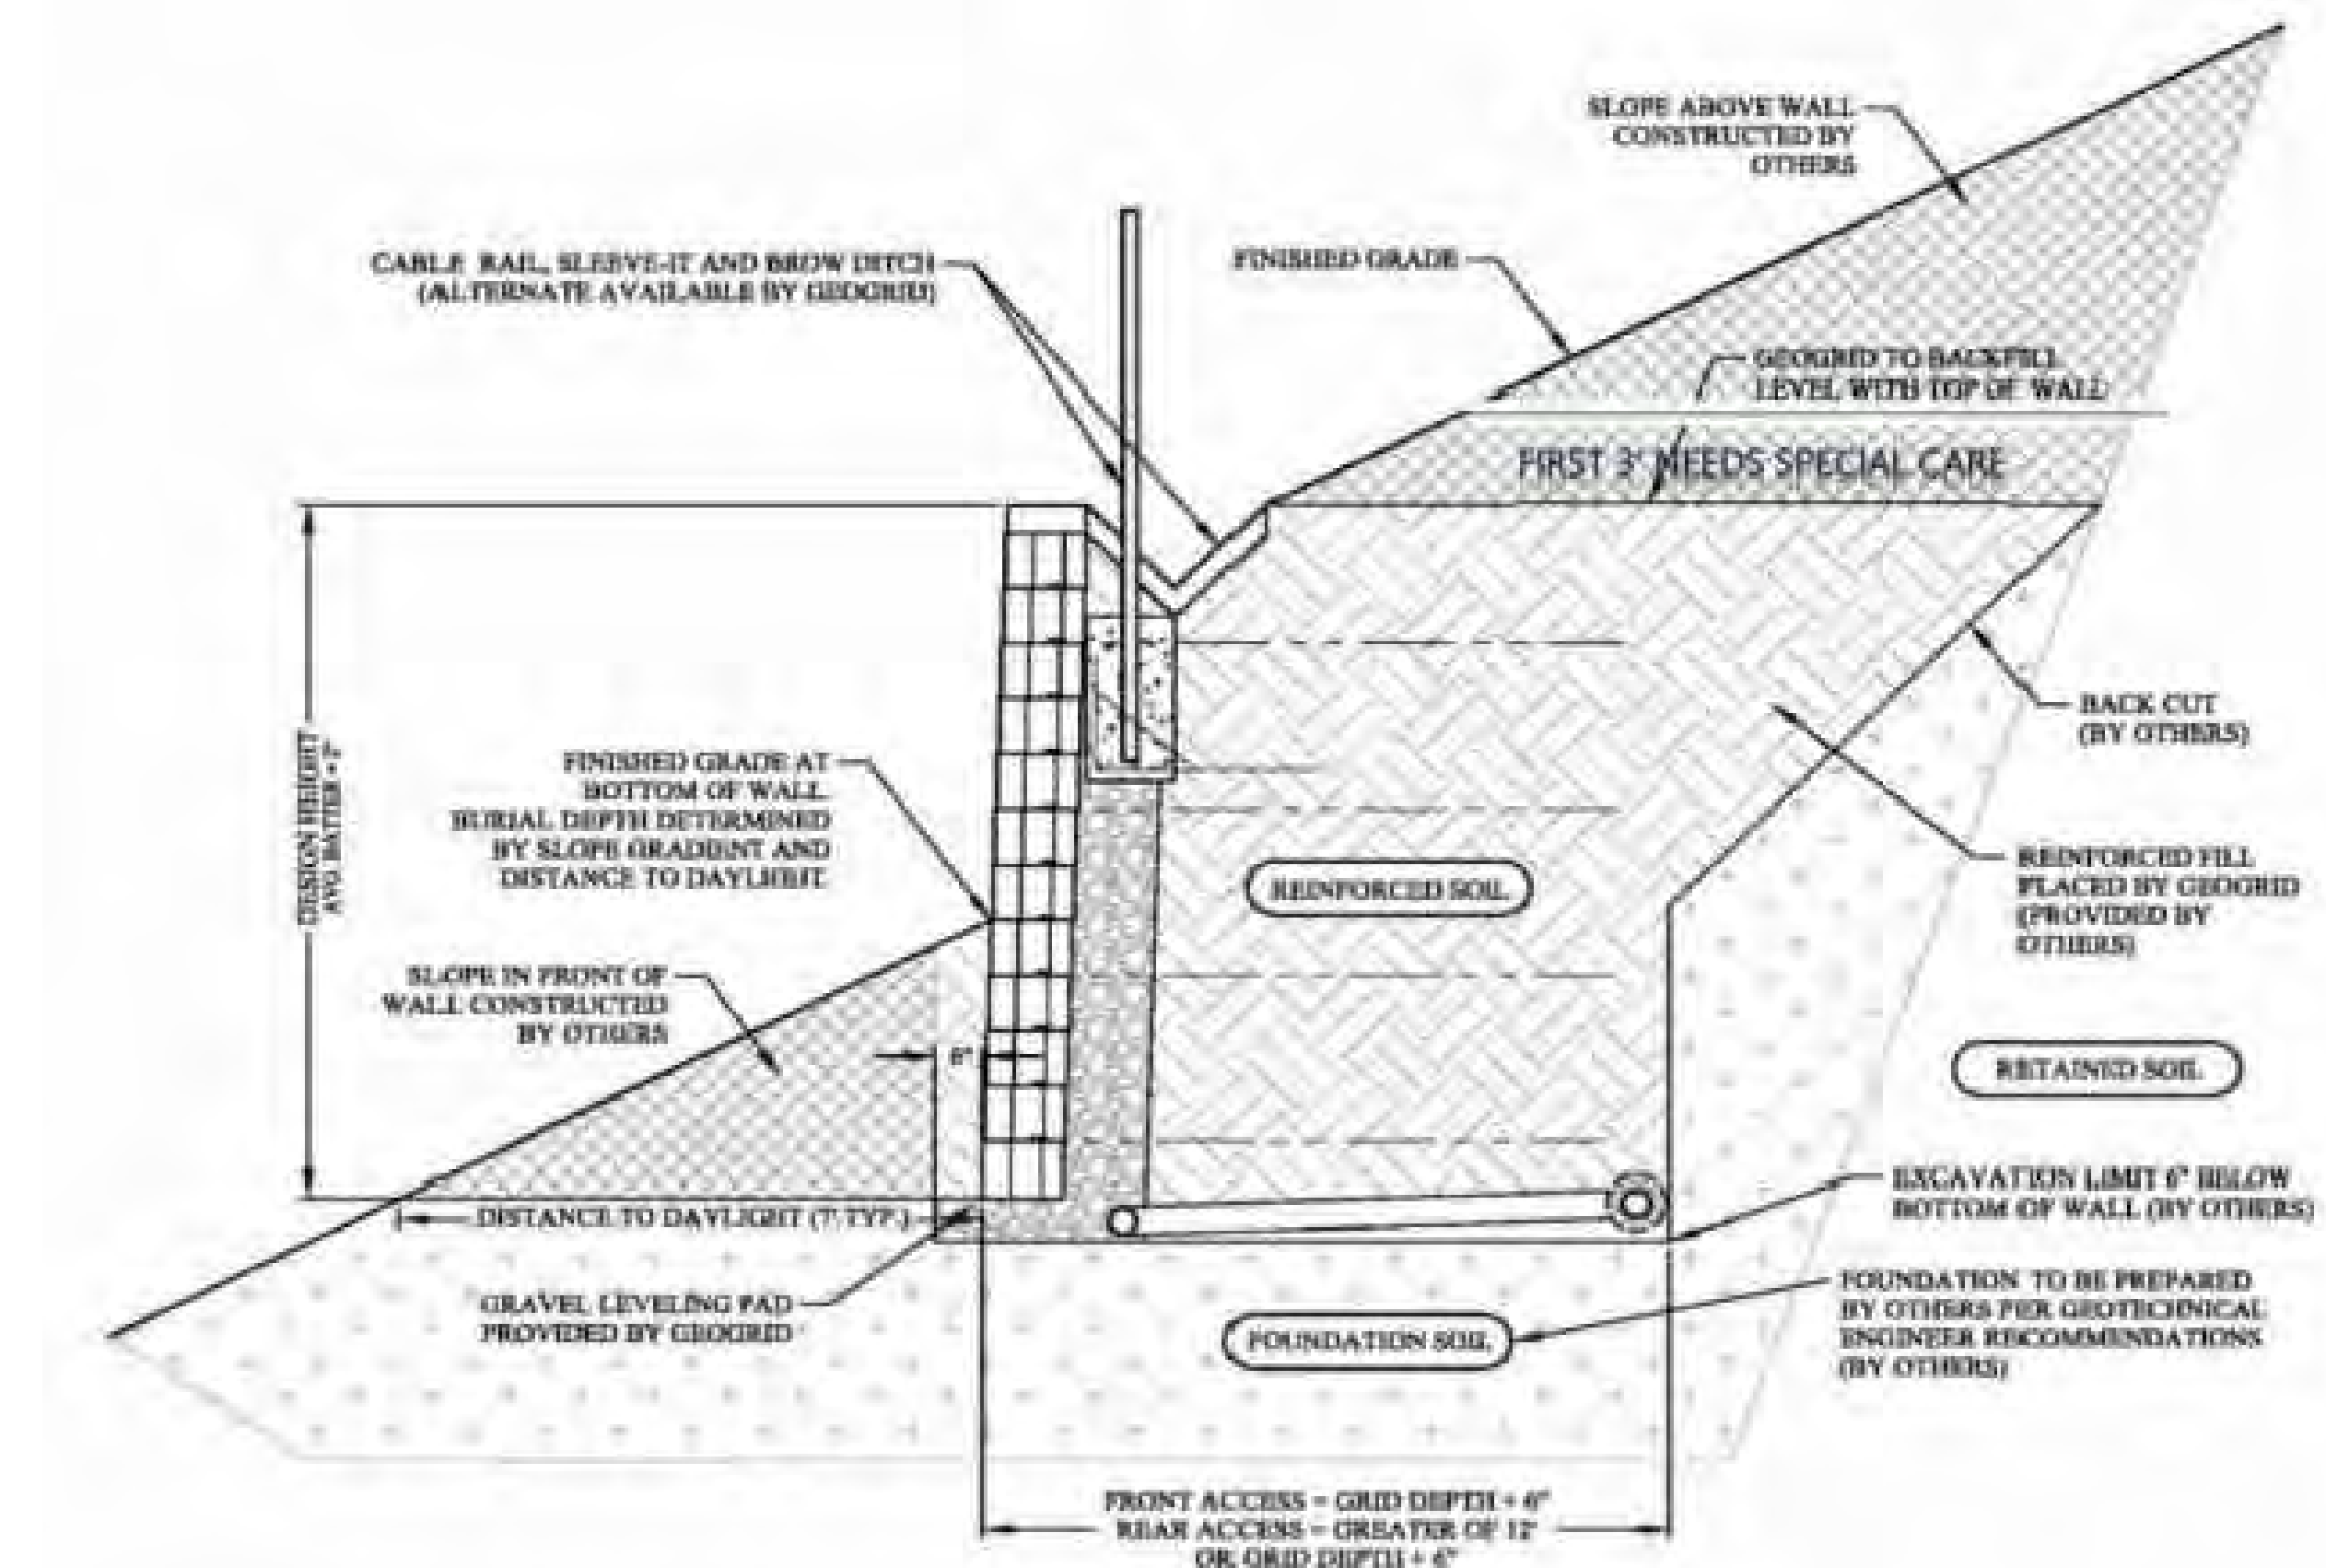 SLOPE ABOVE WALL
CONSTRUCTED BY
OTHERS
CABLE RAIL, SLEEVE-IT AND BROW DITCH
(ALTERNATE AVAILABLE BY GEOGRID)
FINISHED GRADE
GEOGRID TO BACKFILL
LEVEL WITH TOP OF WALL
FIRST 3' NEEDS SPECIAL CARE
DESIGN HEIGHT
AVG BATTER =
BACK CUT
(BY OTHERS)
FINISHED GRADE AT
BOTTOM OF WALL.
BURIAL DEPTH DETERMINED
BY SLOPE GRADIENT AND
DISTANCE TO DAYLIGHT.
REINFORCED FILL
PLACED BY GEOGRID
(PROVIDED BY
OTHERS)
REINFORCED SOIL
SLOPE IN FRONT OF
WALL CONSTRUCTED
BY OTHERS
RETAINED SOIL
EXCAVATION LIMIT 6" BELOW
BOTTOM OF WALL (BY OTHERS)
DISTANCE TO DAYLIGHT (7' TYP.)
GRAVEL LEVELING PAD
PROVIDED BY GEOGRID
FOUNDATION SOIL
FOUNDATION TO BE PREPARED
BY OTHERS PER GEOTECHNICAL
ENGINEER RECOMMENDATIONS
(BY OTHERS)
FRONT ACCESS = GRID DEPTH + 6"
REAR ACCESS = GREATER OF 12'
OR GRID DEPTH + 6"